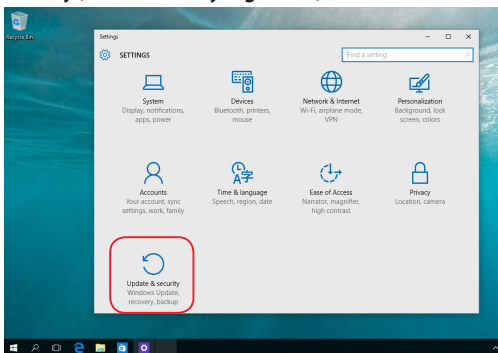 Recycle Bin
Settings
SETTINGS
Find a setting
System
Display, notifications,
apps, power
Devices
Bluetooth, printers,
mouse
Network & Internet
Wi-Fi, airplane mode,
VPN
Personalization
Background, lock
screen, colors
Accounts
Your account, sync
settings, work, family
Time & language
Speech, region, date
Ease of Access
Narrator, magnifier,
high contrast
Privacy
Location, camera
Update & security
Windows Update,
recovery, backup